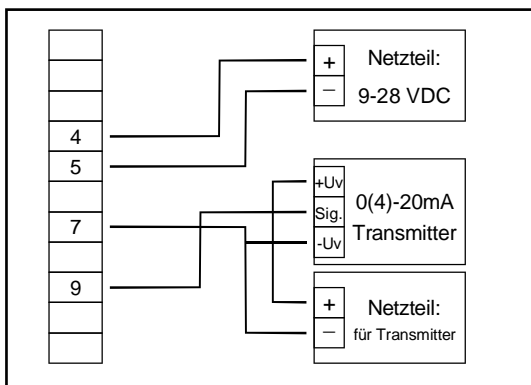 4
5
7
9
+
−
Netzteil:
9-28 VDC
+Uv
Sig.
-Uv
0(4)-20mA
Transmitter
+
−
Netzteil:
für Transmitter